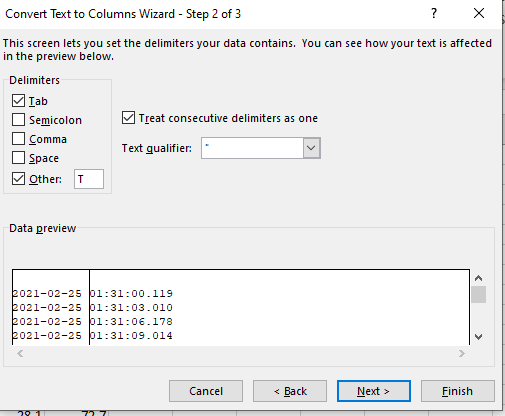 Convert Text to Columns Wizard - Step 2 of 3
This screen lets you set the delimiters your data contains. You can see how your text is affected
in the preview below.
Delimiters
Tab
Semicolon
Comma
Space
Other: T
Treat consecutive delimiters as one
Text qualifier: "
Data preview
2021-02-25 01:31:00.119
2021-02-25 01:31:03.010
2021-02-25 01:31:06.178
2021-02-25 01:31:09.014
Cancel < Back Next > Finish
28.1 72.7